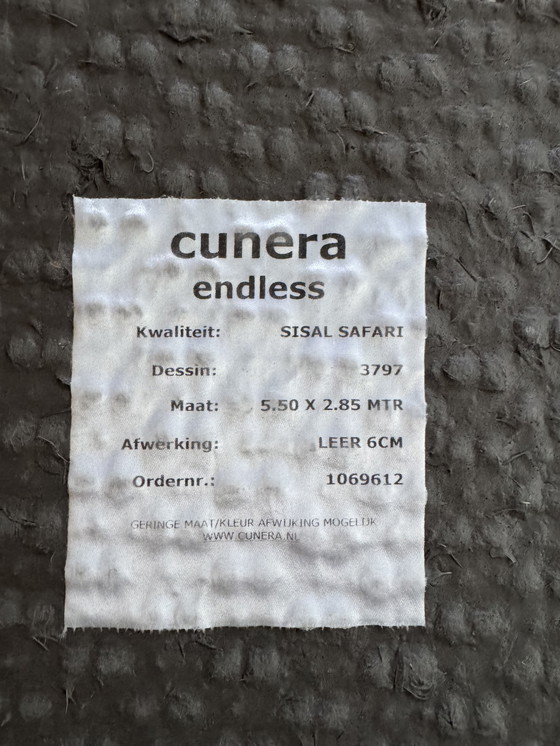 cunera
endless
Kwaliteit: SISAL SAFARI
Dessin: 3797
Maat: 5.50 X 2.85 MTR
Afwerking: LEER 6CM
Ordernr.: 1069612
GERINGE MAAT/KLEUR AFWIJKING MOGELIJK
WWW.CUNERA.NL